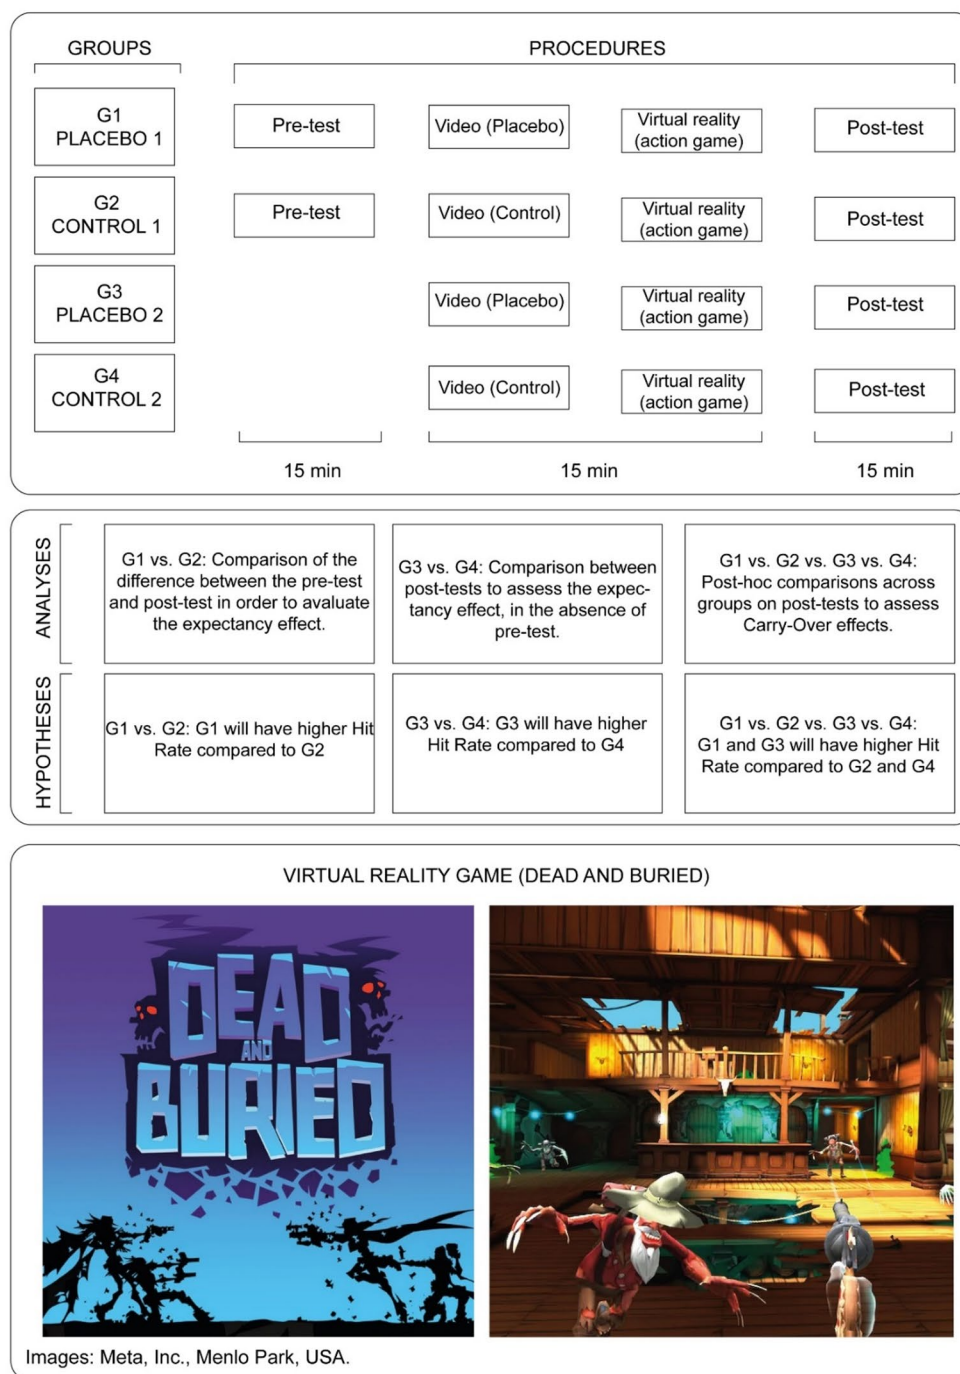 GROUPS
PROCEDURES
G1
PLACEBO 1
Pre-test
Video (Placebo)
Virtual reality
(action game)
Post-test
G2
CONTROL 1
Pre-test
Video (Control)
Virtual reality
(action game)
Post-test
G3
PLACEBO 2
Video (Placebo)
Virtual reality
(action game)
Post-test
G4
CONTROL 2
Video (Control)
Virtual reality
(action game)
Post-test
15 min
15 min
15 min
ANALYSES
G1 vs. G2: Comparison of the
difference between the pre-test
and post-test in order to avaluate
the expectancy effect.
G3 vs. G4: Comparison between
post-tests to assess the expec-
tancy effect, in the absence of
pre-test.
G1 vs. G2 vs. G3 vs. G4:
Post-hoc comparisons across
groups on post-tests to assess
Carry-Over effects.
HYPOTHESES
G1 vs. G2: G1 will have higher Hit
Rate compared to G2
G3 vs. G4: G3 will have higher
Hit Rate compared to G4
G1 vs. G2 vs. G3 vs. G4:
G1 and G3 will have higher Hit
Rate compared to G2 and G4
VIRTUAL REALITY GAME (DEAD AND BURIED)
DEAD
AND
BURIED
Images: Meta, Inc., Menlo Park, USA.